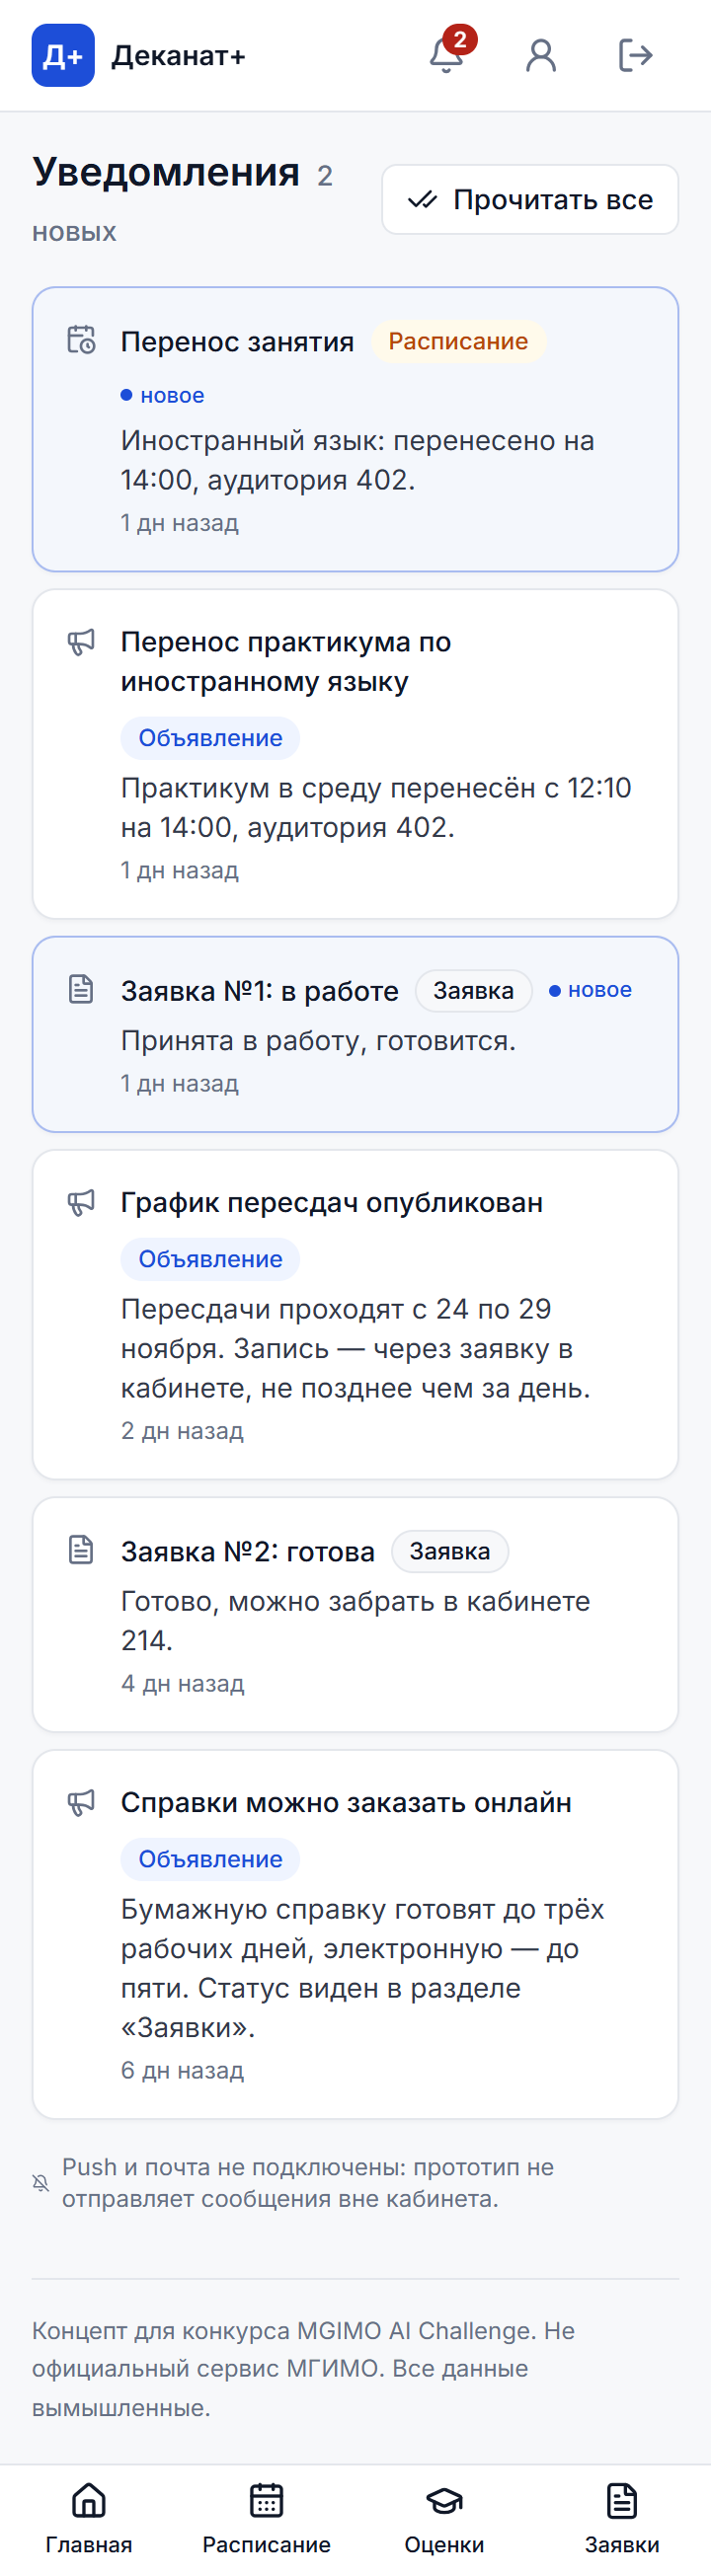 Д+ Деканат+ 2
Уведомления 2
НОВЫХ
Прочитать все
Перенос занятия Расписание
новое
Иностранный язык: перенесено на
14:00, аудитория 402.
1 дн назад
Перенос практикума по
иностранному языку
Объявление
Практикум в среду перенесён с 12:10
на 14:00, аудитория 402.
1 дн назад
Заявка №1: в работе Заявка новое
Принята в работу, готовится.
1 дн назад
График пересдач опубликован
Объявление
Пересдачи проходят с 24 по 29
ноября. Запись — через заявку в
кабинете, не позднее чем за день.
2 дн назад
Заявка №2: готова Заявка
Готово, можно забрать в кабинете
214.
4 дн назад
Справки можно заказать онлайн
Объявление
Бумажную справку готовят до трёх
рабочих дней, электронную — до
пяти. Статус виден в разделе
«Заявки».
6 дн назад
Push и почта не подключены: прототип не
отправляет сообщения вне кабинета.
Концепт для конкурса MGIMO AI Challenge. Не
официальный сервис МГИМО. Все данные
вымышленные.
Главная Расписание Оценки Заявки